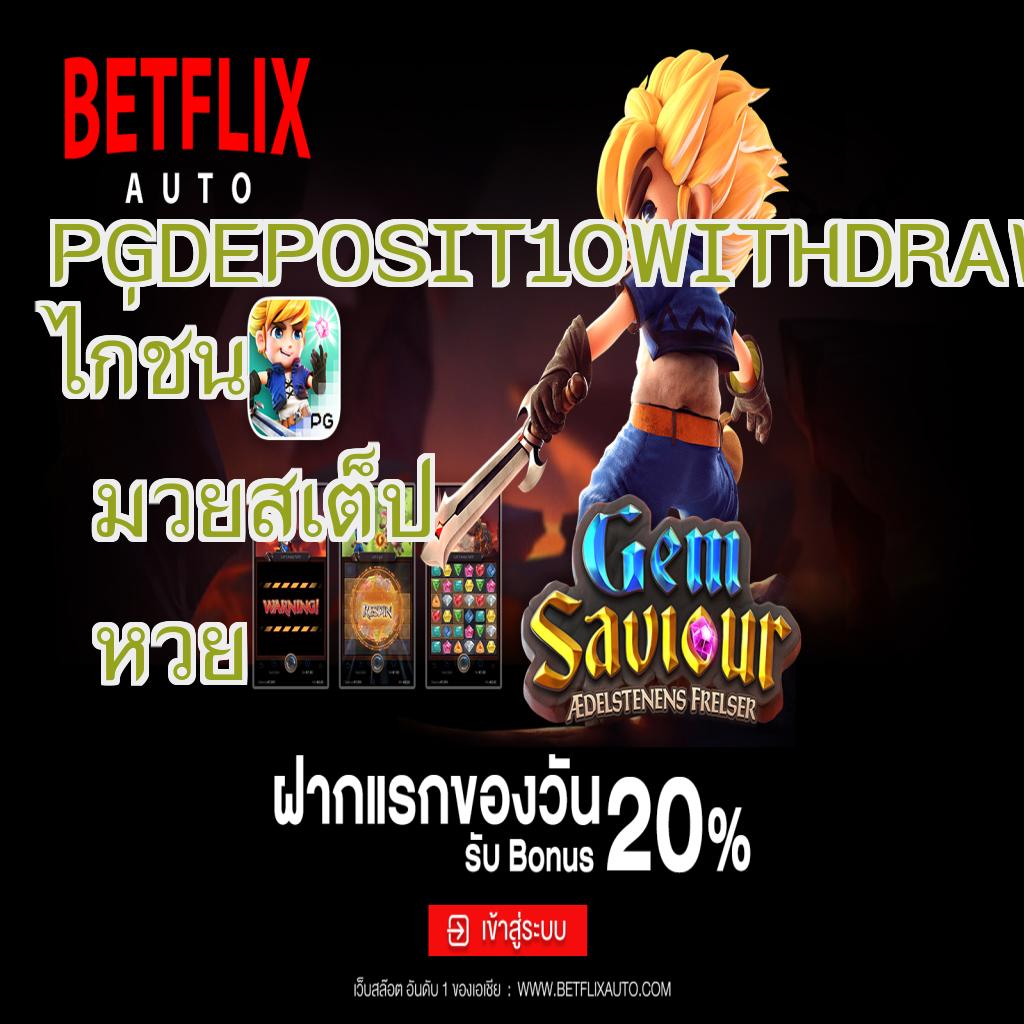 BETFLIX
AUTO
PGDEPOSIT10WITHDRAW
ไก่ชน
PG
มวยสเต็ป
WARNING!
หวย
Gem
Saviour
ÆDELSTENENS FRELSER
ฝากแรกของวัน
รับ Bonus 20%
เข้าสู่ระบบ
เว็บสล๊อต อันดับ 1 ของเอเชีย : WWW.BETFLIXAUTO.COM